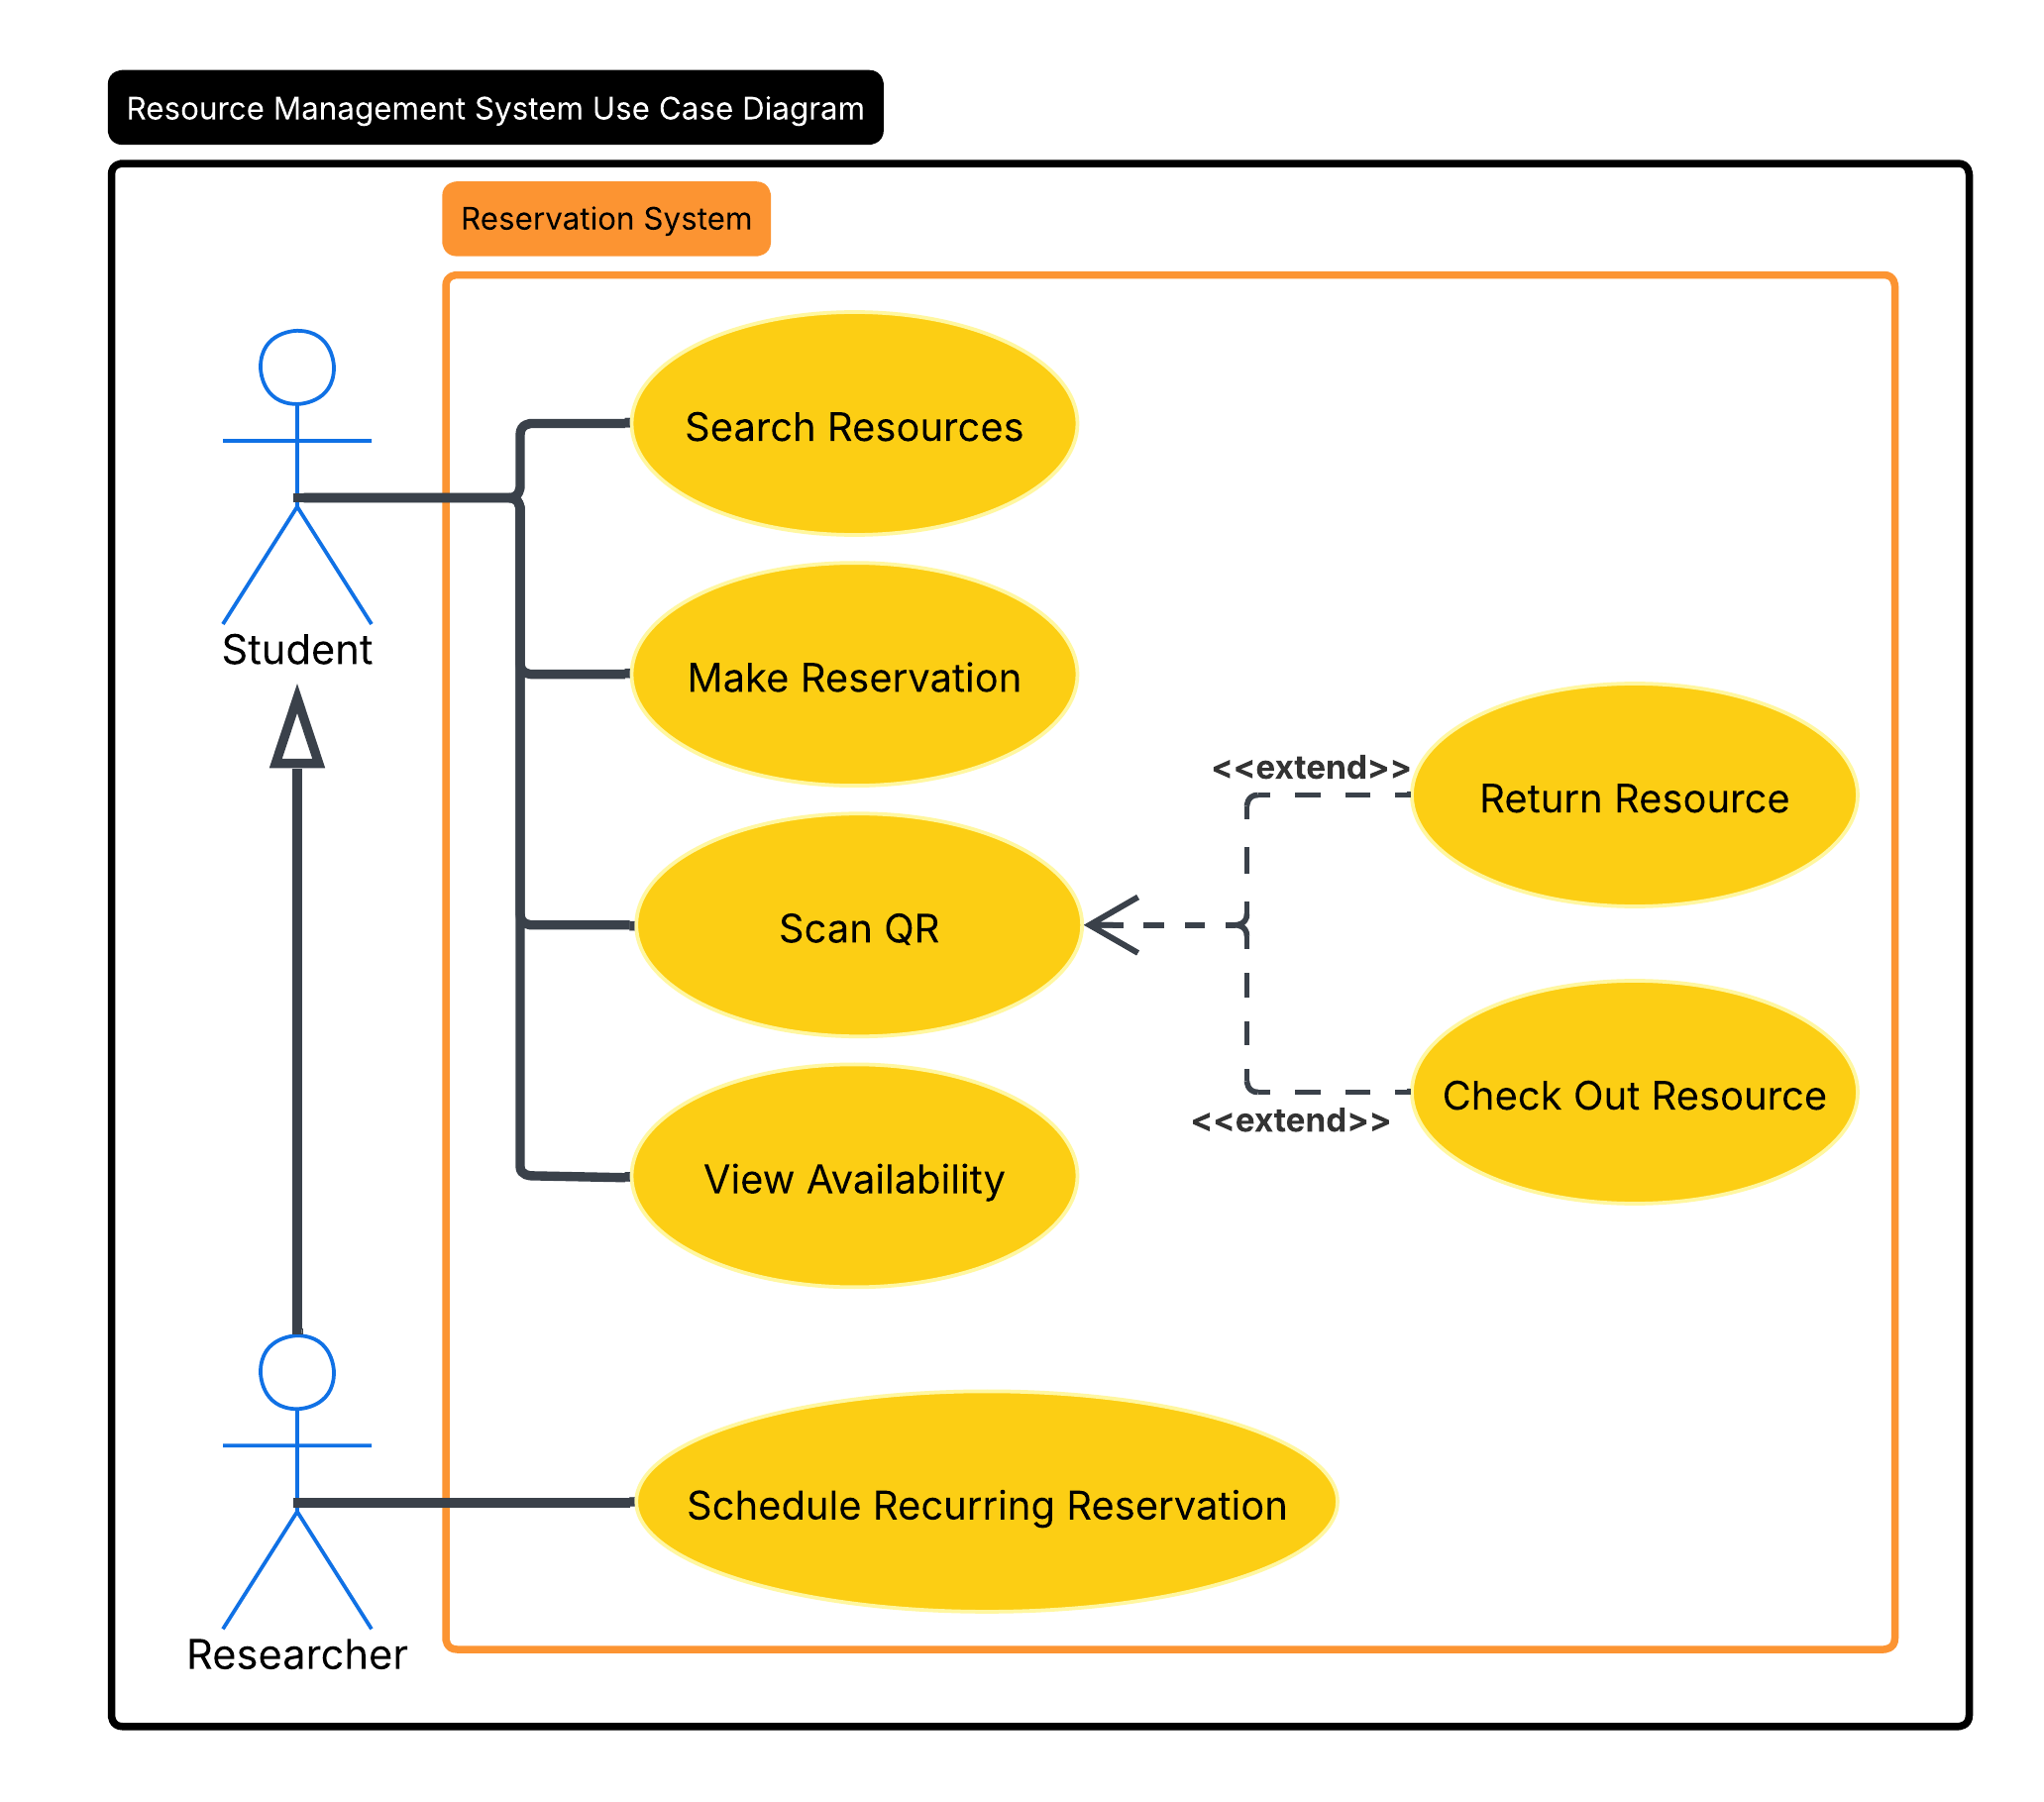 Resource Management System Use Case Diagram
Reservation System
Search Resources
Student
Make Reservation
<<extend>>
Return Resource
Scan QR
Check Out Resource
<<extend>>
View Availability
Schedule Recurring Reservation
Researcher